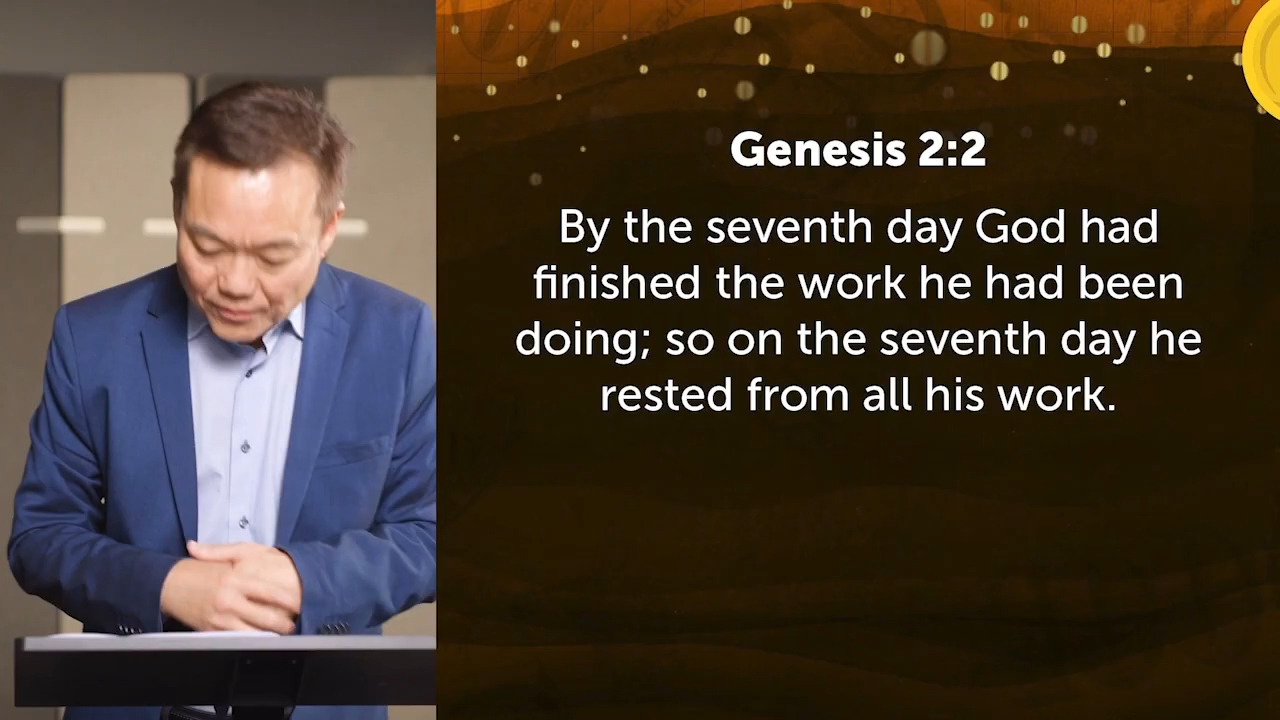 Genesis 2:2
By the seventh day God had
finished the work he had been
doing; so on the seventh day he
rested from all his work.